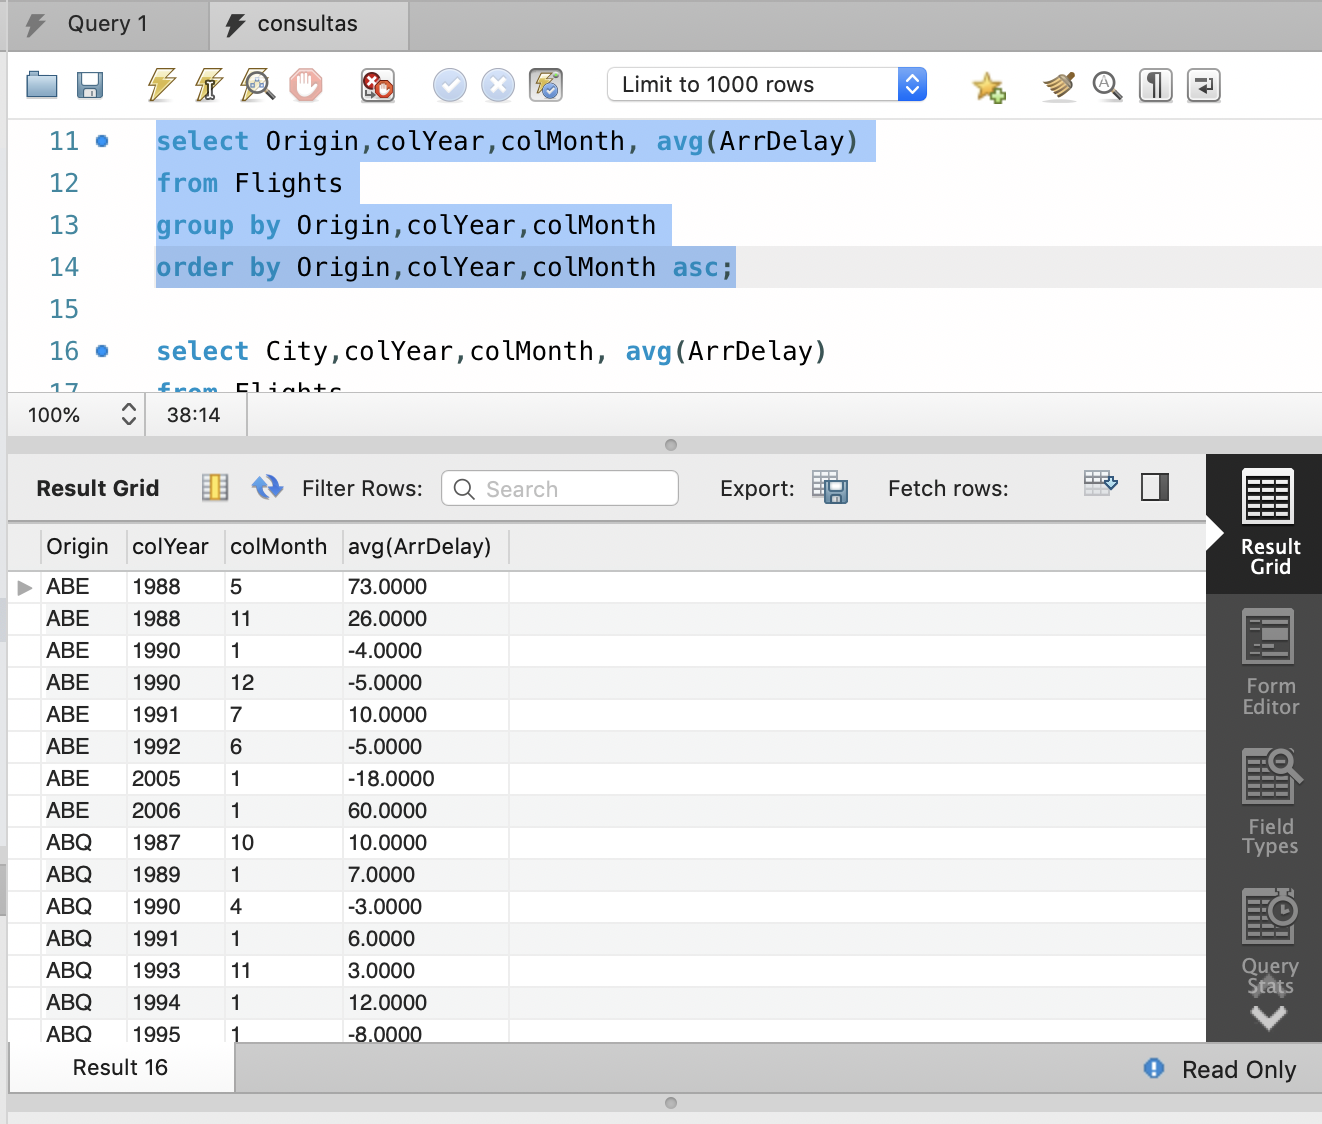 Query 1
consultas
Limit to 1000 rows
11 select Origin,colYear,colMonth, avg(ArrDelay)
12 from Flights
13 group by Origin,colYear,colMonth
14 order by Origin,colYear,colMonth asc;
15
16 select City,colYear,colMonth, avg(ArrDelay)
17 from Flights
100% 38:14
Result Grid Filter Rows: Search Export: Fetch rows:
Origin colYear colMonth avg(ArrDelay)
ABE 1988 5 73.0000
ABE 1988 11 26.0000
ABE 1990 1 -4.0000
ABE 1990 12 -5.0000
ABE 1991 7 10.0000
ABE 1992 6 -5.0000
ABE 2005 1 -18.0000
ABE 2006 1 60.0000
ABQ 1987 10 10.0000
ABQ 1989 1 7.0000
ABQ 1990 4 -3.0000
ABQ 1991 1 6.0000
ABQ 1993 11 3.0000
ABQ 1994 1 12.0000
ABQ 1995 1 -8.0000
Result
Grid
Form
Editor
Field
Types
Query
Stats
Result 16
Read Only